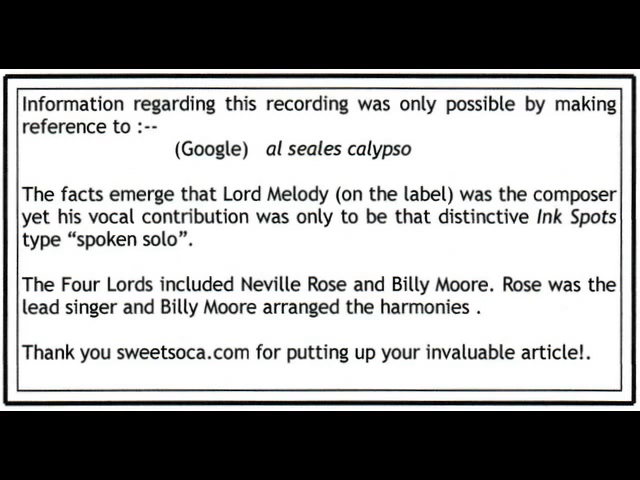 Information regarding this recording was only possible by making
reference to :--
(Google) al seales calypso
The facts emerge that Lord Melody (on the label) was the composer
yet his vocal contribution was only to be that distinctive Ink Spots
type “spoken solo”.
The Four Lords included Neville Rose and Billy Moore. Rose was the
lead singer and Billy Moore arranged the harmonies .
Thank you sweetsoca.com for putting up your invaluable article!.